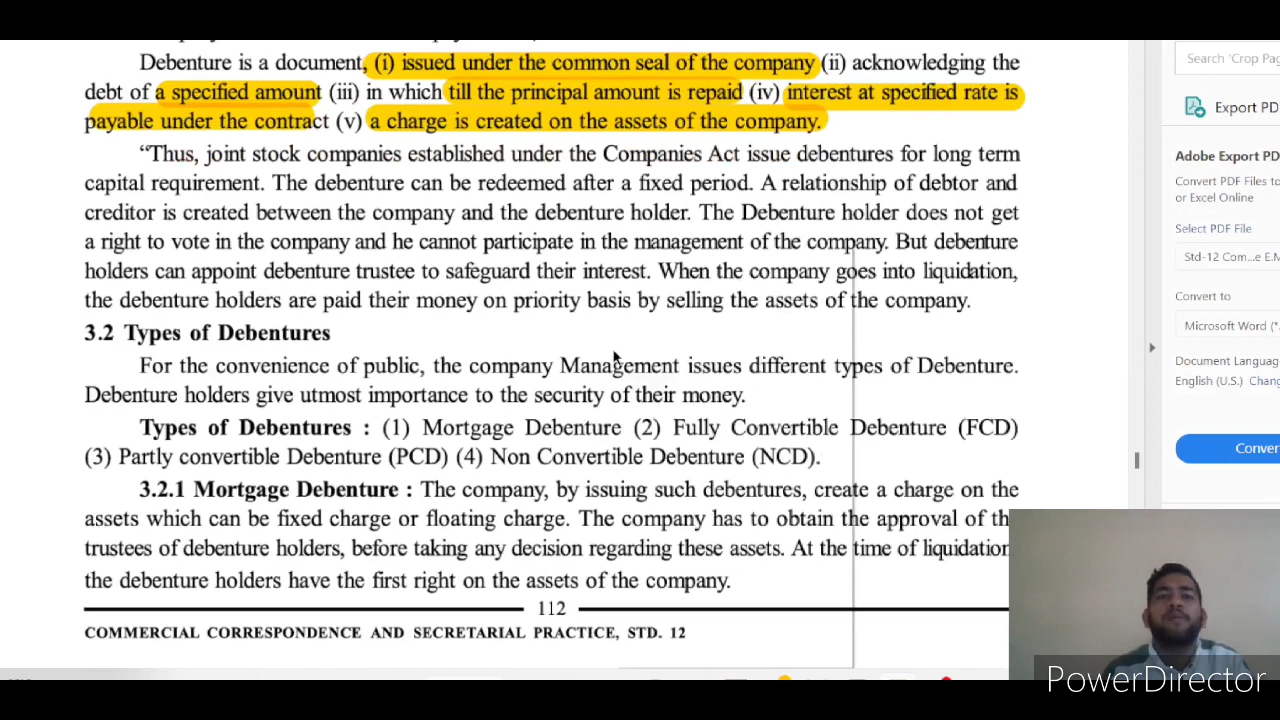 Debenture is a document, (i) issued under the common seal of the company (ii) acknowledging the
debt of a specified amount (iii) in which till the principal amount is repaid (iv) interest at specified rate is
payable under the contract (v) a charge is created on the assets of the company.
“Thus, joint stock companies established under the Companies Act issue debentures for long term
capital requirement. The debenture can be redeemed after a fixed period. A relationship of debtor and
creditor is created between the company and the debenture holder. The Debenture holder does not get
a right to vote in the company and he cannot participate in the management of the company. But debenture
holders can appoint debenture trustee to safeguard their interest. When the company goes into liquidation,
the debenture holders are paid their money on priority basis by selling the assets of the company.
3.2 Types of Debentures
For the convenience of public, the company Management issues different types of Debenture.
Debenture holders give utmost importance to the security of their money.
Types of Debentures : (1) Mortgage Debenture (2) Fully Convertible Debenture (FCD)
(3) Partly convertible Debenture (PCD) (4) Non Convertible Debenture (NCD).
3.2.1 Mortgage Debenture : The company, by issuing such debentures, create a charge on the
assets which can be fixed charge or floating charge. The company has to obtain the approval of th
trustees of debenture holders, before taking any decision regarding these assets. At the time of liquidation
the debenture holders have the first right on the assets of the company.
112
COMMERCIAL CORRESPONDENCE AND SECRETARIAL PRACTICE, STD. 12
Search 'Crop Pag
Export PD
Adobe Export PD
Convert PDF Files to
or Excel Online
Select PDF File
Std-12 Com...e E.M
Convert to
Microsoft Word (*.
Document Languag
English (U.S.) Chang
Conver
PowerDirector